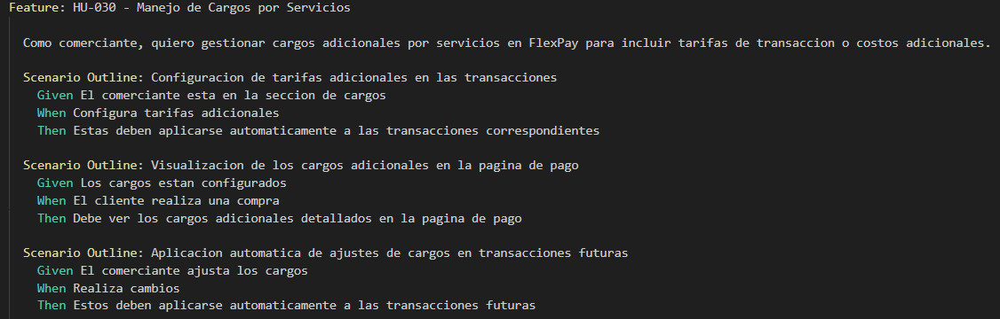 Feature: HU-030 - Manejo de Cargos por Servicios
Como comerciante, quiero gestionar cargos adicionales por servicios en FlexPay para incluir tarifas de transaccion o costos adicionales.
Scenario Outline: Configuracion de tarifas adicionales en las transacciones
Given El comerciante esta en la seccion de cargos
When Configura tarifas adicionales
Then Estas deben aplicarse automaticamente a las transacciones correspondientes
Scenario Outline: Visualizacion de los cargos adicionales en la pagina de pago
Given Los cargos estan configurados
When El cliente realiza una compra
Then Debe ver los cargos adicionales detallados en la pagina de pago
Scenario Outline: Aplicacion automatica de ajustes de cargos en transacciones futuras
Given El comerciante ajusta los cargos
When Realiza cambios
Then Estos deben aplicarse automaticamente a las transacciones futuras